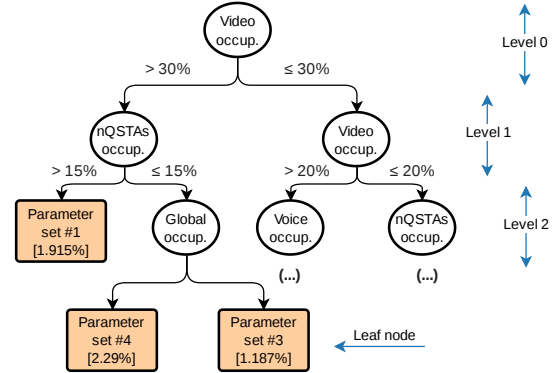 Video
occup.
Level 0
> 30%
≤ 30%
nQSTAs
occup.
Video
occup.
Level 1
> 15%
≤ 15%
> 20%
≤ 20%
Parameter
set #1
[1.915%]
Global
occup.
Voice
occup.
nQSTAs
occup.
Level 2
(...)
(...)
Parameter
set #4
[2.29%]
Parameter
set #3
[1.187%]
Leaf node